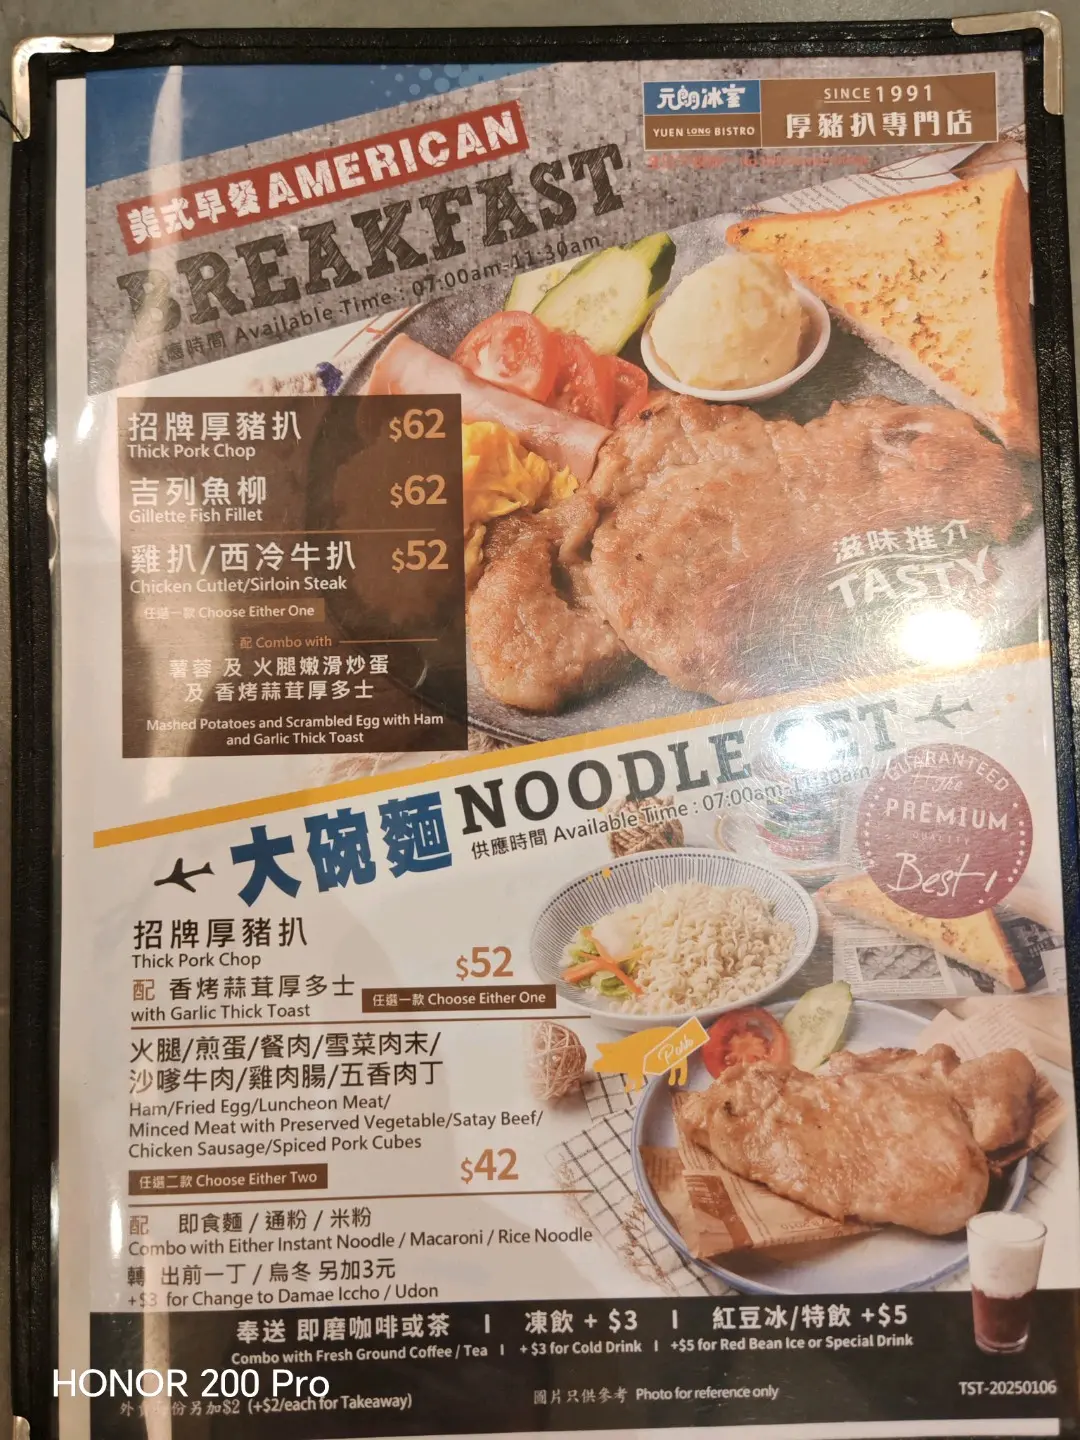 元朗冰室
YUEN LONG BISTRO
SINCE 1991
厚豬扒專門店
美式早餐 AMERICAN
BREAKFAST
供應時間 Available Time : 07:00am-11:30am
招牌厚豬扒 $62
Thick Pork Chop
吉列魚柳 $62
Gillette Fish Fillet
雞扒/西冷牛扒 $52
Chicken Cutlet/Sirloin Steak
任選一款 Choose Either One
配 Combo with
薯蓉 及 火腿嫩滑炒蛋
及 香烤蒜茸厚多士
Mashed Potatoes and Scrambled Egg with Ham
and Garlic Thick Toast
滋味推介
TASTY
大碗麵 NOODLE SET
供應時間 Available Time : 07:00am-11:30am
GUARANTEED
The
PREMIUM
Best !
招牌厚豬扒
Thick Pork Chop
$52
配 香烤蒜茸厚多士
with Garlic Thick Toast
任選一款 Choose Either One
火腿/煎蛋/餐肉/雪菜肉末/
沙嗲牛肉/雞肉腸/五香肉丁
Ham/Fried Egg/Luncheon Meat/
Minced Meat with Preserved Vegetable/Satay Beef/
Chicken Sausage/Spiced Pork Cubes
任選二款 Choose Either Two
$42
Pork
配 即食麵 / 通粉 / 米粉
Combo with Either Instant Noodle / Macaroni / Rice Noodle
轉 出前一丁 / 烏冬 另加3元
+$3 for Change to Damae Iccho / Udon
奉送 即磨咖啡或茶 | 凍飲 + $3 | 紅豆冰/特飲 +$5
Combo with Fresh Ground Coffee / Tea | + $3 for Cold Drink | +$5 for Red Bean Ice or Special Drink
HONOR 200 Pro
外賣每份另加$2 (+$2/each for Takeaway)
圖片只供參考 Photo for reference only
TST-20250106